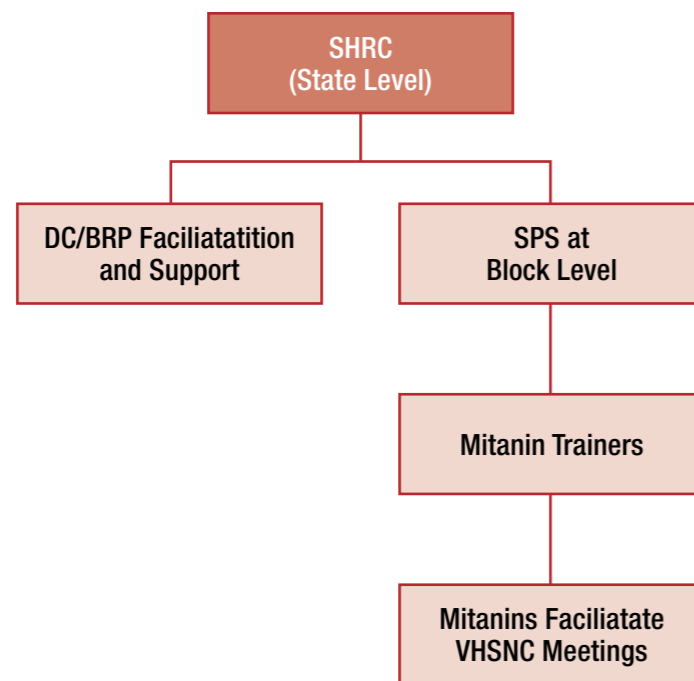 SHRC
(State Level)
DC/BRP Faciliatatition
and Support
SPS at
Block Level
Mitanin Trainers
Mitanins Faciliatate
VHSNC Meetings